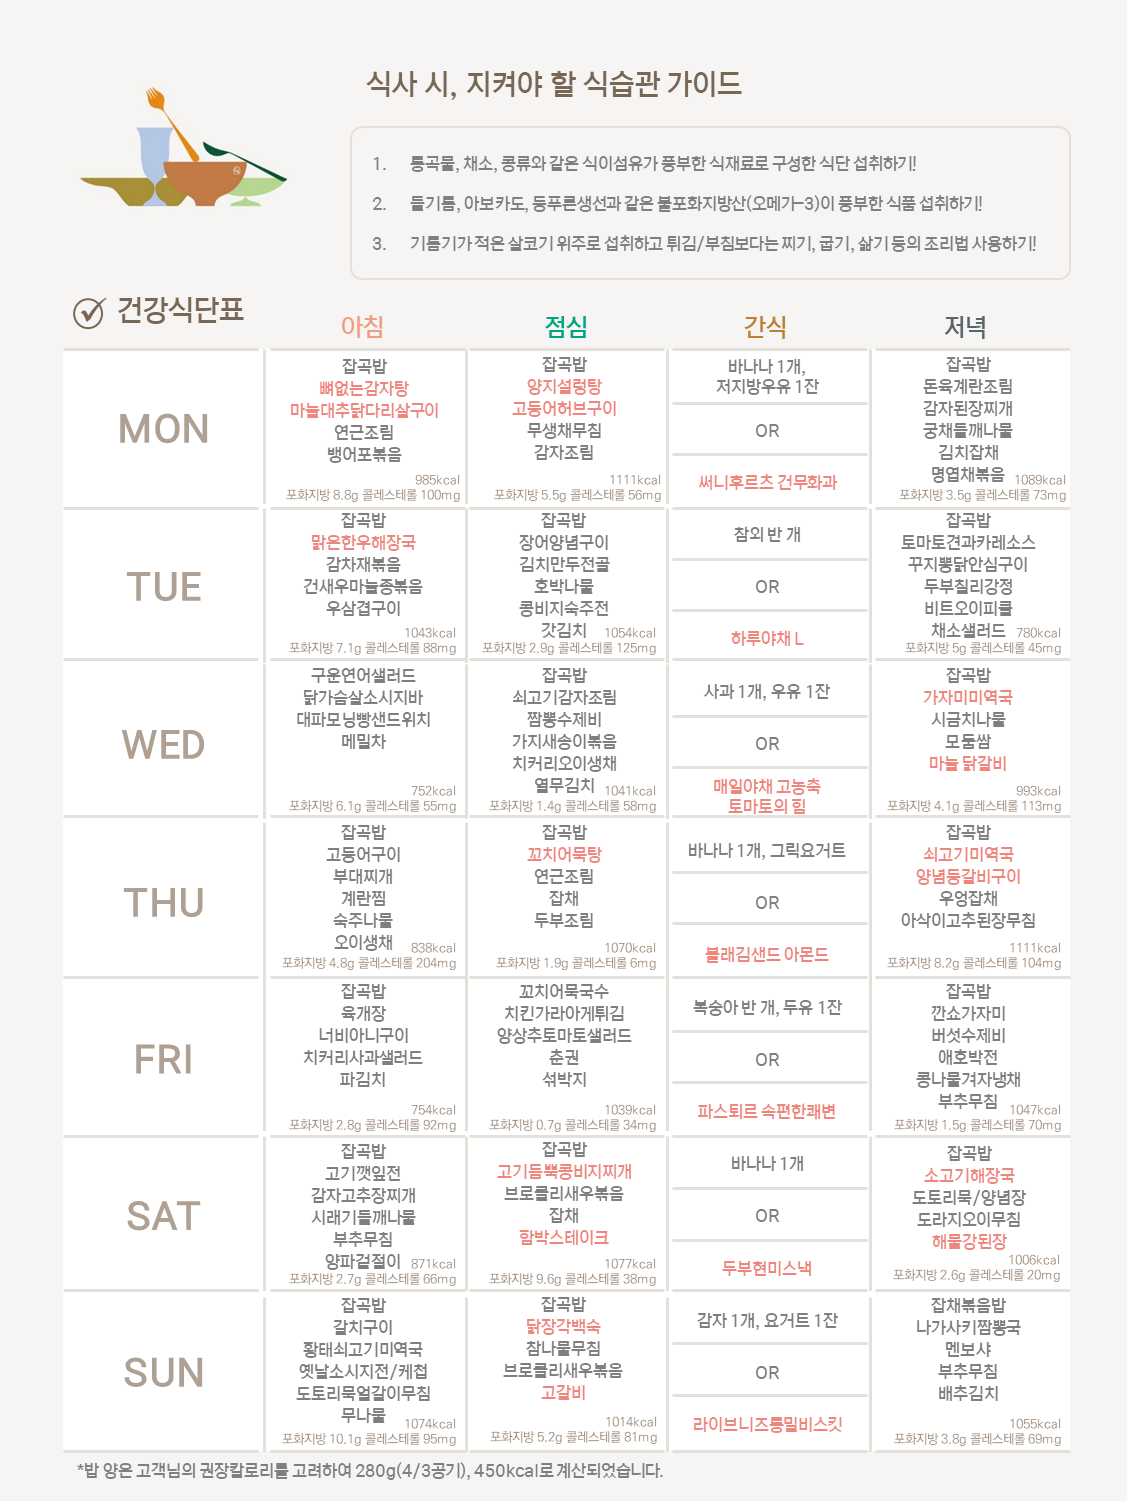 식사 시, 지켜야 할 식습관 가이드
1. 통곡물, 채소, 콩류와 같은 식이섬유가 풍부한 식재료로 구성한 식단 섭취하기!
2. 들기름, 아보카도, 등푸른생선과 같은 불포화지방산(오메가-3)이 풍부한 식품 섭취하기!
3. 기름기가 적은 살코기 위주로 섭취하고 튀김/부침보다는 찌기, 굽기, 삶기 등의 조리법 사용하기!
건강식단표
아침
점심
간식
저녁
MON
잡곡밥
뼈없는감자탕
마늘대추닭다리살구이
연근조림
뱅어포볶음
985kcal
포화지방 8.8g 콜레스테롤 100mg
잡곡밥
양지설렁탕
고등어허브구이
무생채무침
감자조림
1111kcal
포화지방 5.5g 콜레스테롤 56mg
바나나 1개,
저지방우유 1잔
OR
써니후르츠 건무화과
잡곡밥
돈육계란조림
감자된장찌개
궁채들깨나물
김치잡채
명엽채볶음 1089kcal
포화지방 3.5g 콜레스테롤 73mg
TUE
잡곡밥
맑은한우해장국
감차재볶음
건새우마늘종볶음
우삼겹구이
1043kcal
포화지방 7.1g 콜레스테롤 88mg
잡곡밥
장어양념구이
김치만두전골
호박나물
콩비지숙주전
갓김치 1054kcal
포화지방 2.9g 콜레스테롤 125mg
참외 반 개
OR
하루야채 L
잡곡밥
토마토견과카레소스
꾸지뽕닭안심구이
두부칠리강정
비트오이피클
채소샐러드 780kcal
포화지방 5g 콜레스테롤 45mg
WED
구운연어샐러드
닭가슴살소시지바
대파모닝빵샌드위치
메밀차
752kcal
포화지방 6.1g 콜레스테롤 55mg
잡곡밥
쇠고기감자조림
짬뽕수제비
가지새송이볶음
치커리오이생채
열무김치 1041kcal
포화지방 1.4g 콜레스테롤 58mg
사과 1개, 우유 1잔
OR
매일야채 고농축
토마토의 힘
잡곡밥
가자미미역국
시금치나물
모둠쌈
마늘 닭갈비
993kcal
포화지방 4.1g 콜레스테롤 113mg
THU
잡곡밥
고등어구이
부대찌개
계란찜
숙주나물
오이생채 838kcal
포화지방 4.8g 콜레스테롤 204mg
잡곡밥
꼬치어묵탕
연근조림
잡채
두부조림
1070kcal
포화지방 1.9g 콜레스테롤 6mg
바나나 1개, 그릭요거트
OR
블래김샌드 아몬드
잡곡밥
쇠고기미역국
양념등갈비구이
우엉잡채
아삭이고추된장무침
1111kcal
포화지방 8.2g 콜레스테롤 104mg
FRI
잡곡밥
육개장
너비아니구이
치커리사과샐러드
파김치
754kcal
포화지방 2.8g 콜레스테롤 92mg
꼬치어묵국수
치킨가라아게튀김
양상추토마토샐러드
춘권
섞박지
1039kcal
포화지방 0.7g 콜레스테롤 34mg
복숭아 반 개, 두유 1잔
OR
파스퇴르 속편한쾌변
잡곡밥
깐쇼가자미
버섯수제비
애호박전
콩나물겨자냉채
부추무침 1047kcal
포화지방 1.5g 콜레스테롤 70mg
SAT
잡곡밥
고기깻잎전
감자고추장찌개
시래기들깨나물
부추무침
양파겉절이 871kcal
포화지방 2.7g 콜레스테롤 66mg
잡곡밥
고기듬뿍콩비지찌개
브로콜리새우볶음
잡채
함박스테이크
1077kcal
포화지방 9.6g 콜레스테롤 38mg
바나나 1개
OR
두부현미스낵
잡곡밥
소고기해장국
도토리묵/양념장
도라지오이무침
해물강된장
1006kcal
포화지방 2.6g 콜레스테롤 20mg
SUN
잡곡밥
갈치구이
황태쇠고기미역국
옛날소시지전/케첩
도토리묵얼갈이무침
무나물 1074kcal
포화지방 10.1g 콜레스테롤 95mg
잡곡밥
닭장각백숙
참나물무침
브로콜리새우볶음
고갈비
1014kcal
포화지방 5.2g 콜레스테롤 81mg
감자 1개, 요거트 1잔
OR
라이브니즈통밀비스킷
잡채볶음밥
나가사키짬뽕국
멘보샤
부추무침
배추김치
1055kcal
포화지방 3.8g 콜레스테롤 69mg
*밥 양은 고객님의 권장칼로리를 고려하여 280g(4/3공기), 450kcal로 계산되었습니다.